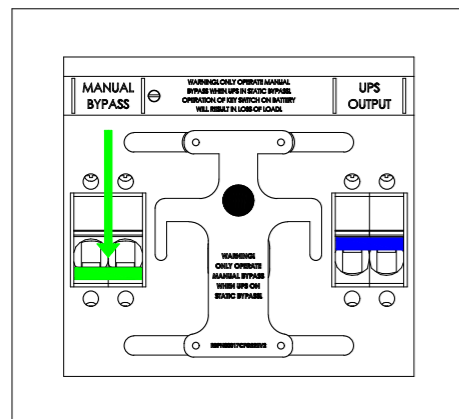 MANUAL
BYPASS
WARNING! ONLY OPERATE MANUAL
BYPASS WHEN UPS IN STATIC BYPASS.
OPERATION OF KEY SWITCH ON BATTERY
WILL RESULT IN LOSS OF LOAD!
UPS
OUTPUT
WARNING!
ONLY OPERATE
MANUAL BYPASS
WHEN UPS ON
STATIC BYPASS!